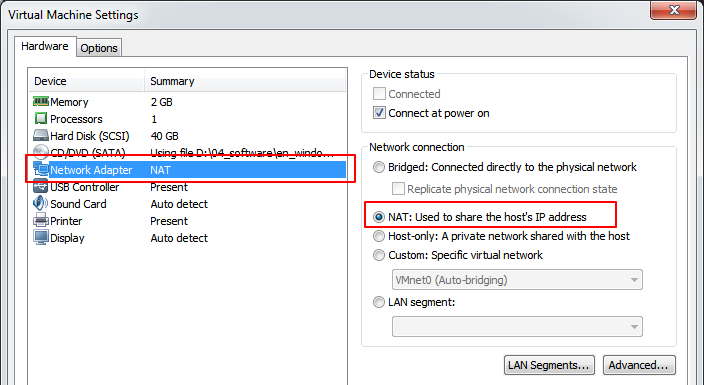 Virtual Machine Settings
Hardware Options
Device Summary
Memory 2 GB
Processors 1
Hard Disk (SCSI) 40 GB
CD/DVD (SATA) Using file D:\04_software\en_windo...
Network Adapter NAT
USB Controller Present
Sound Card Auto detect
Printer Present
Display Auto detect
Device status
Connected
Connect at power on
Network connection
Bridged: Connected directly to the physical network
Replicate physical network connection state
NAT: Used to share the host's IP address
Host-only: A private network shared with the host
Custom: Specific virtual network
VMnet0 (Auto-bridging)
LAN segment:
LAN Segments... Advanced...